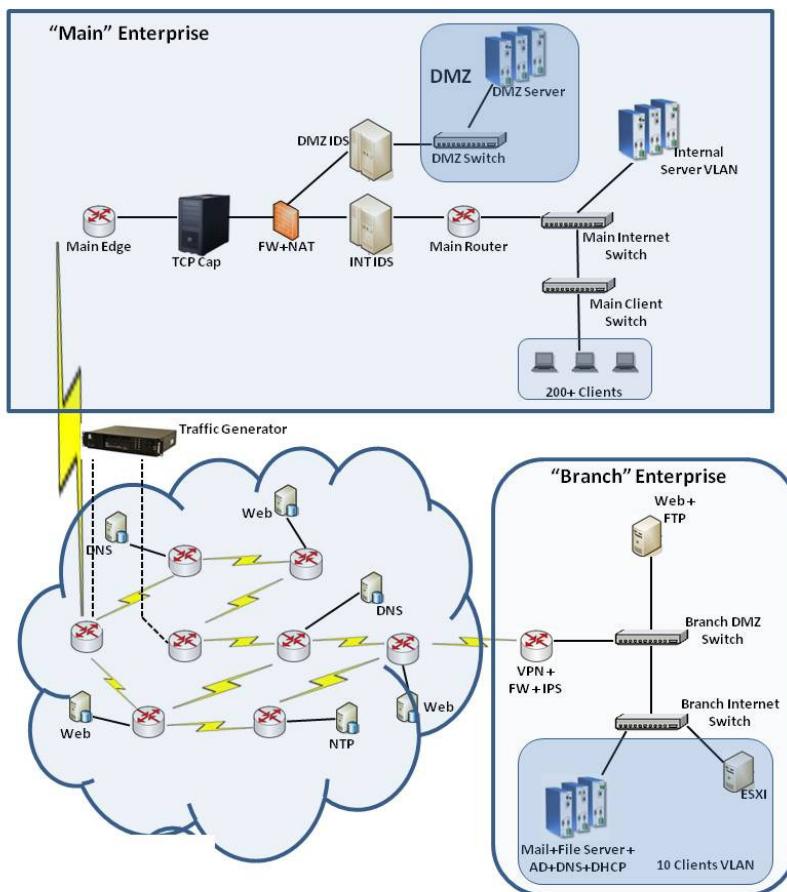 “Main” Enterprise
DMZ
DMZ Server
DMZ IDS
DMZ Switch
Internal
Server VLAN
Main Edge
TCP Cap
FW+NAT
INT IDS
Main Router
Main Internet
Switch
Main Client
Switch
200+ Clients
Traffic Generator
Web
DNS
DNS
Web
Web
NTP
“Branch” Enterprise
Web+
FTP
Branch DMZ
Switch
VPN +
FW + IPS
Branch Internet
Switch
ESXI
Mail+File Server +
AD+DNS+DHCP
10 Clients VLAN